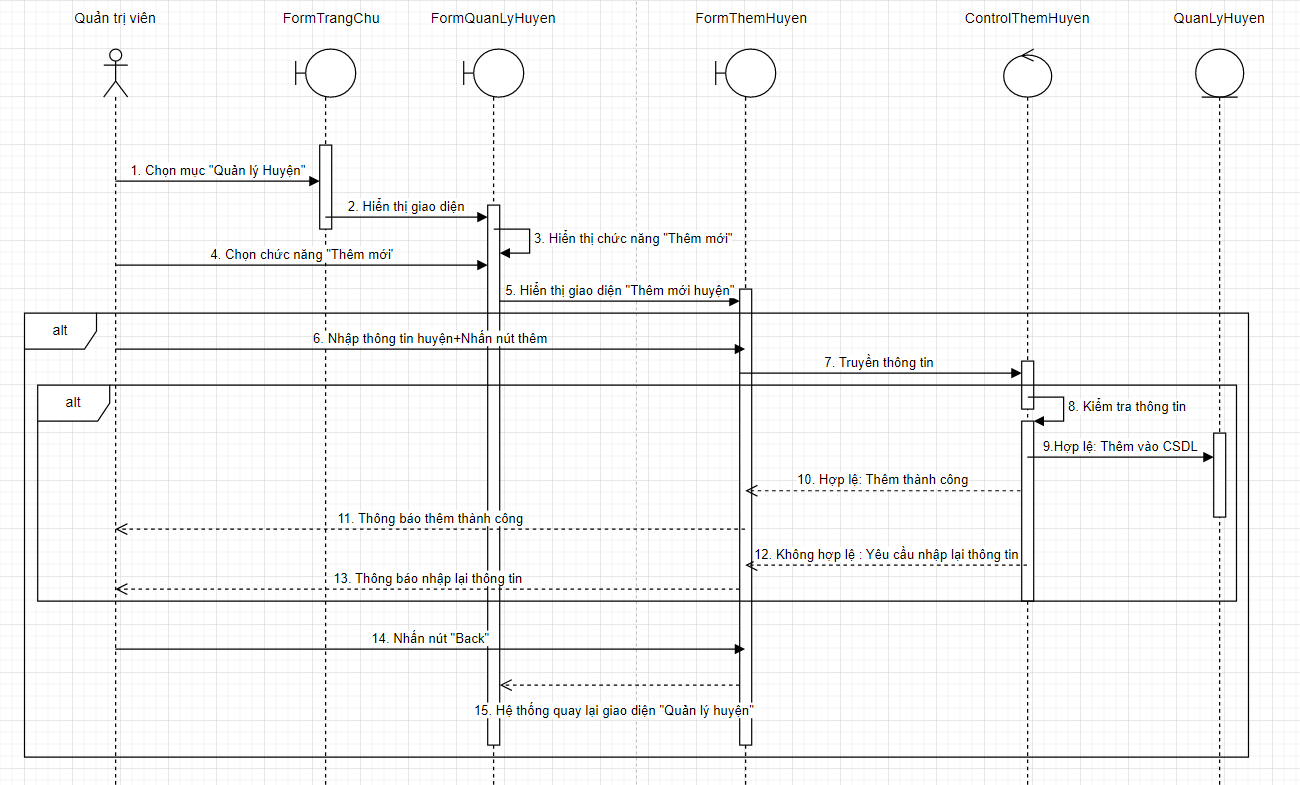 Quản trị viên
FormTrangChu
FormQuanLyHuyen
FormThemHuyen
ControlThemHuyen
QuanLyHuyen
1. Chọn mục "Quản lý Huyện"
2. Hiển thị giao diện
3. Hiển thị chức năng "Thêm mới"
4. Chọn chức năng "Thêm mới'
5. Hiển thị giao diện "Thêm mới huyện"
alt
6. Nhập thông tin huyện+Nhấn nút thêm
7. Truyền thông tin
alt
8. Kiểm tra thông tin
9.Hợp lệ: Thêm vào CSDL
10. Hợp lệ: Thêm thành công
11. Thông báo thêm thành công
12. Không hợp lệ : Yêu cầu nhập lại thông tin
13. Thông báo nhập lại thông tin
14. Nhấn nút "Back"
15. Hệ thống quay lại giao diện "Quản lý huyện"